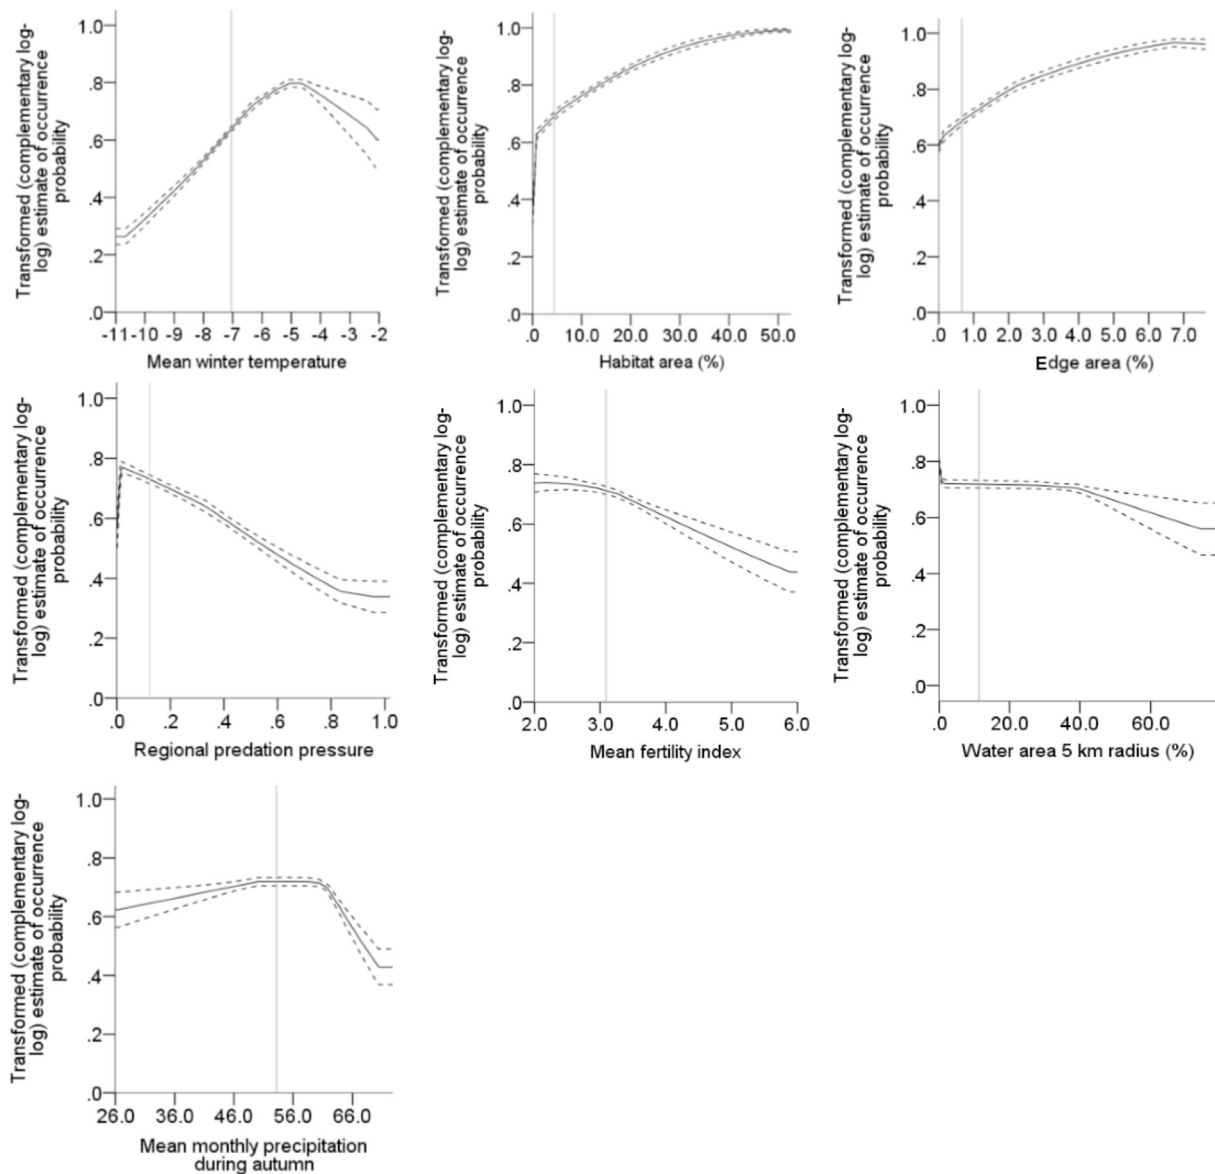 Transformed (complementary log-
log) estimate of occurrence
probability
1.0
.8
.6
.4
.2
.0
-11 -10 -9 -8 -7 -6 -5 -4 -3 -2
Mean winter temperature
Transformed (complementary log-
log) estimate of occurrence
probability
1.0
.8
.6
.4
.2
.0
.0 10.0 20.0 30.0 40.0 50.0
Habitat area (%)
Transformed (complementary log-
log) estimate of occurrence
probability
1.0
.8
.6
.4
.2
.0
.0 1.0 2.0 3.0 4.0 5.0 6.0 7.0
Edge area (%)
Transformed (complementary log-
log) estimate of occurrence
probability
1.0
.8
.6
.4
.2
.0
.0 .2 .4 .6 .8 1.0
Regional predation pressure
Transformed (complementary log-
log) estimate of occurrence
probability
1.0
.8
.6
.4
.2
.0
2.0 3.0 4.0 5.0 6.0
Mean fertility index
Transformed (complementary log-
log) estimate of occurrence
probability
1.0
.8
.6
.4
.2
.0
.0 20.0 40.0 60.0
Water area 5 km radius (%)
Transformed (complementary log-
log) estimate of occurrence
probability
1.0
.8
.6
.4
.2
.0
26.0 36.0 46.0 56.0 66.0
Mean monthly precipitation
during autumn